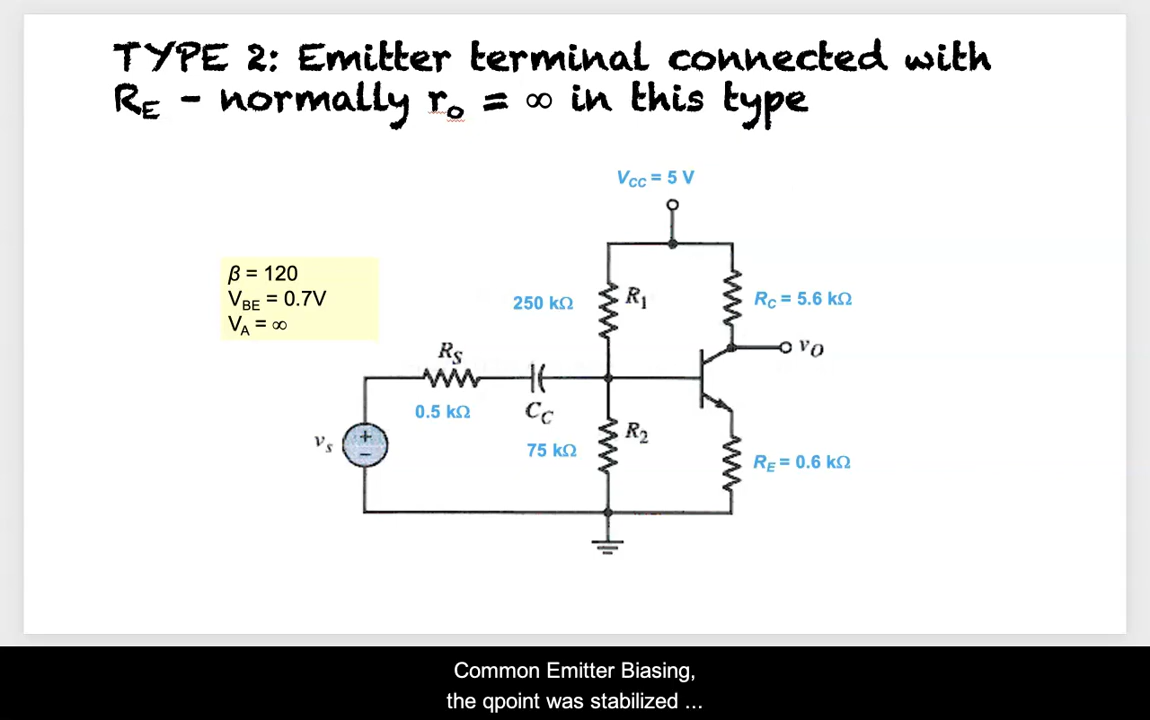 TYPE 2: Emitter terminal connected with
RE - normally ro = ∞ in this type
VCC = 5 V
β = 120
VBE = 0.7V
VA = ∞
250 kΩ
R1
RC = 5.6 kΩ
RS
vO
0.5 kΩ
CC
vs
+
−
75 kΩ
R2
RE = 0.6 kΩ
Common Emitter Biasing,
the qpoint was stabilized ...